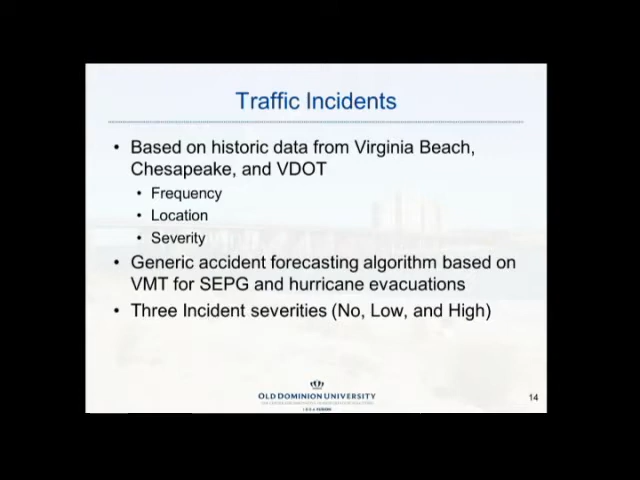 Traffic Incidents
• Based on historic data from Virginia Beach,
Chesapeake, and VDOT
• Frequency
• Location
• Severity
• Generic accident forecasting algorithm based on
VMT for SEPG and hurricane evacuations
• Three Incident severities (No, Low, and High)
OLD DOMINION UNIVERSITY
14